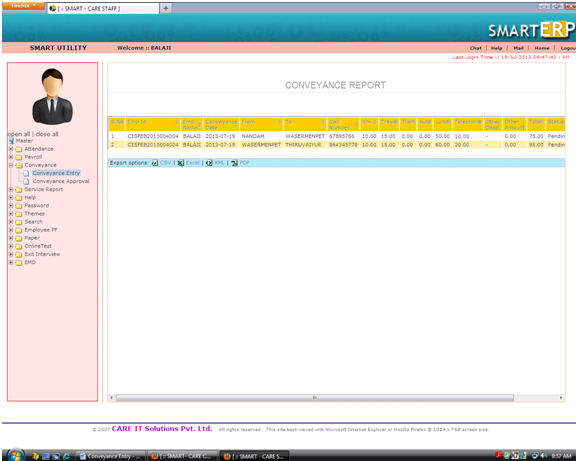 Firefox
[ :: SMART - CARE STAFF ] +
SMARTERP
SMART UTILITY Welcome :: BALAJI Chat | Help | Mail | Home | Logou
Last Login Time :: 19-Jul-2013 09:47:42 : AM
CONVEYANCE REPORT
open all | close all
Master
Attendance
Payroll
Conveyance
Conveyance Entry
Conveyance Approval
Service Report
Help
Password
Themes
Search
Employee PF
Paper
OnlineTest
Exit Interview
EMD
S.No Emp Id Emp Name Conveyance Date From To Call Number Km Travel Train Auto Lunch Telephone Other Desc Other Amount Total Status
1 CISFEB2013004004 BALAJI 2013-07-19 NANDAM WASERMENPET 67895766 10.00 15.00 0.00 0.00 50.00 10.00 - 0.00 75.00 Pendin
2 CISFEB2013004004 BALAJI 2013-07-19 WASERMENPET THIRUVAIYUR 864345778 10.00 15.00 0.00 0.00 60.00 20.00 - 0.00 95.00 Pendin
Export options: CSV | Excel | XML | PDF
© 2007 CARE IT Solutions Pvt. Ltd. All rights reserved. This site best viewed with Microsoft Internet Explorer or Mozilla Firefox @ 1024 x 768 screen size.
Conveyance Entry - ... [ :: SMART- CARE C... [ :: SMART - CARE S... 9:57 AM